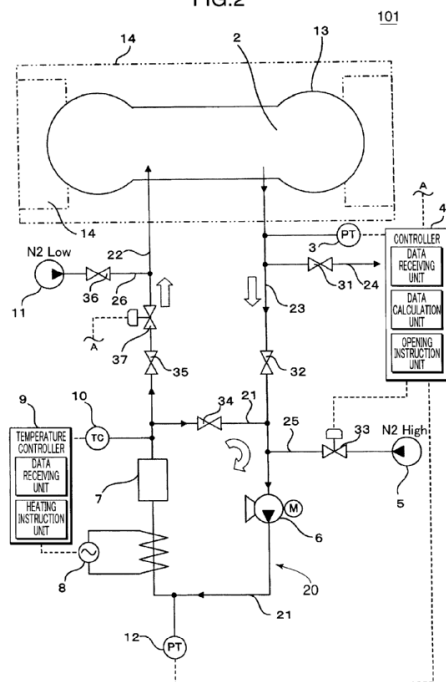 FIG.2
101
14
2
13
A
4
3
PT
CONTROLLER
DATA
RECEIVING
UNIT
DATA
CALCULATION
UNIT
OPENING
INSTRUCTION
UNIT
14
22
N2 Low
11
36
26
31
24
23
37
A
35
32
10
9
TEMPERATURE
CONTROLLER
DATA
RECEIVING
UNIT
HEATING
INSTRUCTION
UNIT
TC
34
21
25
33
N2 High
5
7
M
6
8
20
21
12
PT